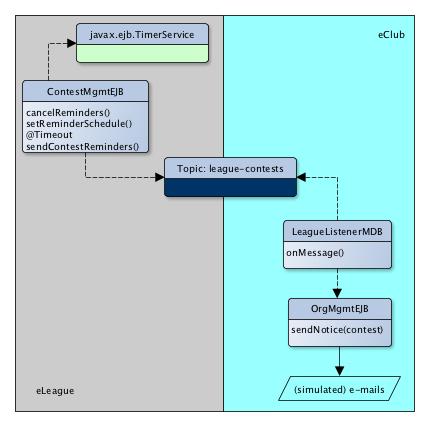 javax.ejb.TimerService
eClub
ContestMgmtEJB
cancelReminders()
setReminderSchedule()
@Timeout
sendContestReminders()
Topic: league-contests
LeagueListenerMDB
onMessage()
OrgMgmtEJB
sendNotice(contest)
(simulated) e-mails
eLeague